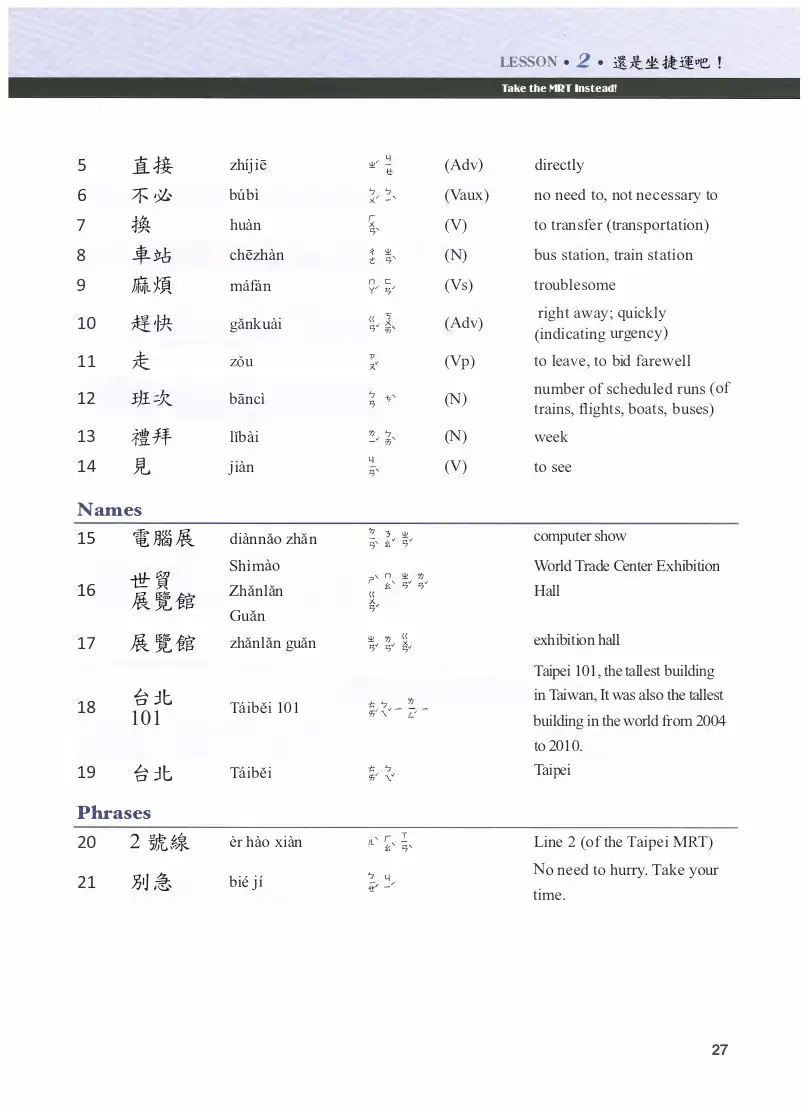 LESSON • 2 • 還是坐捷運吧！
Take the MRT Instead!
5 直接 zhíjiē ㄓˊ ㄐㄧㄝ (Adv) directly
6 不必 búbì ㄅㄨˊ ㄅㄧˋ (Vaux) no need to, not necessary to
7 換 huàn ㄏㄨㄢˋ (V) to transfer (transportation)
8 車站 chēzhàn ㄔㄜ ㄓㄢˋ (N) bus station, train station
9 麻煩 máfǎn ㄇㄚˊ ㄈㄢˊ (Vs) troublesome
10 趕快 gǎnkuài ㄍㄢˇ ㄎㄨㄞˋ (Adv) right away; quickly
(indicating urgency)
11 走 zǒu ㄗㄡˇ (Vp) to leave, to bid farewell
12 班次 bāncì ㄅㄢ ㄘˋ (N) number of scheduled runs (of
trains, flights, boats, buses)
13 禮拜 lǐbài ㄌㄧˇ ㄅㄞˋ (N) week
14 見 jiàn ㄐㄧㄢˋ (V) to see
Names
15 電腦展 diànnǎo zhǎn ㄉㄧㄢˋ ㄋㄠˇ ㄓㄢˇ computer show
16 世貿
展覽館 Shìmào
Zhǎnlǎn
Guǎn ㄕˋ ㄇㄠˋ ㄓㄢˇ ㄌㄢˇ
ㄍㄨㄢˇ World Trade Center Exhibition
Hall
17 展覽館 zhǎnlǎn guǎn ㄓㄢˇ ㄌㄢˇ ㄍㄨㄢˇ exhibition hall
18 台北
101 Táiběi 101 ㄊㄞˊ ㄅㄟˇ ㄧ ㄌㄧㄥˊ ㄧ Taipei 101, the tallest building
in Taiwan, It was also the tallest
building in the world from 2004
to 2010.
19 台北 Táiběi ㄊㄞˊ ㄅㄟˇ Taipei
Phrases
20 2 號線 èr hào xiàn ㄦˋ ㄏㄠˋ ㄒㄧㄢˋ Line 2 (of the Taipei MRT)
21 別急 bié jí ㄅㄧㄝˊ ㄐㄧˊ No need to hurry. Take your
time.
27